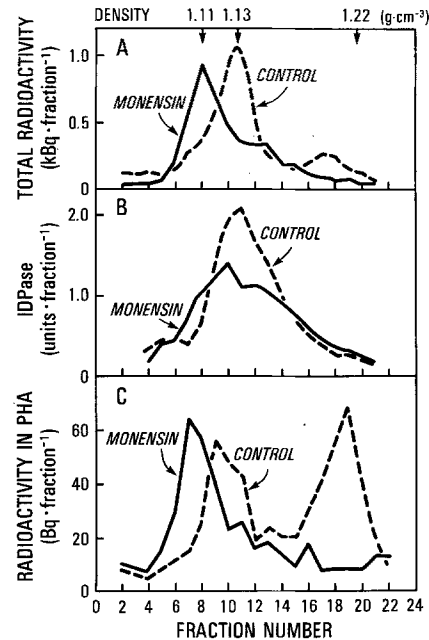 DENSITY 1.11 1.13 1.22 (g·cm⁻³)
A
TOTAL RADIOACTIVITY
(kBq·fraction⁻¹)
1.0
0.5
0
MONENSIN
CONTROL
B
IDPase
(units·fraction⁻¹)
2.0
1.0
0
CONTROL
MONENSIN
C
RADIOACTIVITY IN PHA
(Bq·fraction⁻¹)
60
40
20
0
MONENSIN
CONTROL
0 2 4 6 8 10 12 14 16 18 20 22 24
FRACTION NUMBER